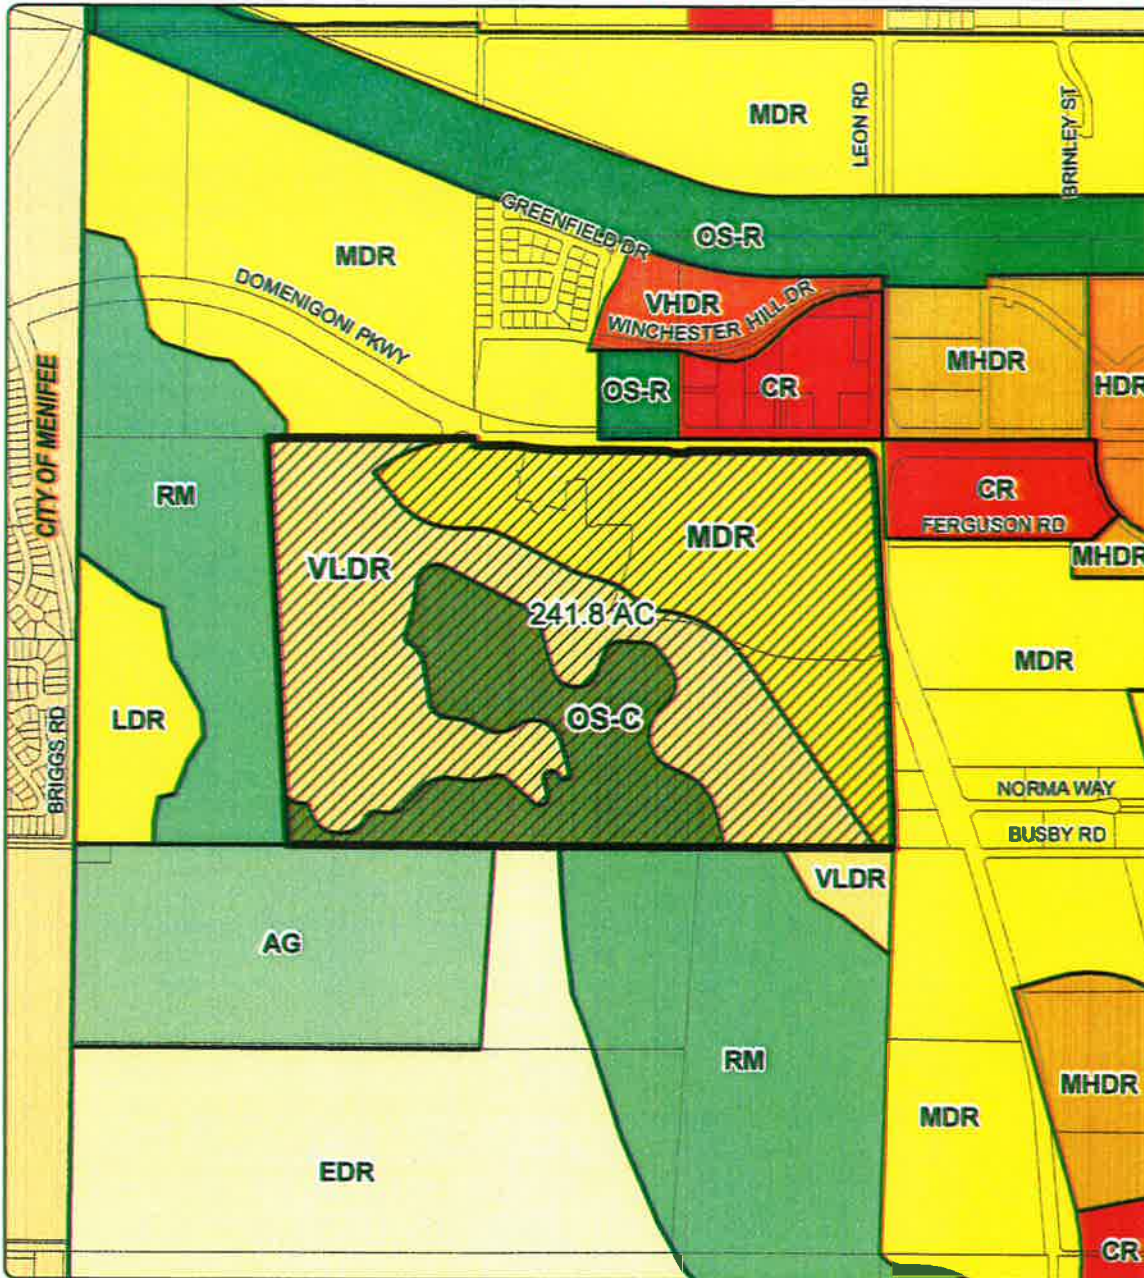 MDR
LEON RD
BRINLEY ST
GREENFIELD DR
OS-R
MDR
DOMENIGONI PKWY
VHDR
WINCHESTER HILL DR
MHDR
OS-R
CR
HDR
CITY OF MENIFEE
RM
CR
FERGUSON RD
MDR
MHDR
VLDR
241.8 AC
MDR
LDR
OS-C
BRIGGS RD
NORMA WAY
BUSBY RD
VLDR
AG
RM
MHDR
MDR
EDR
CR